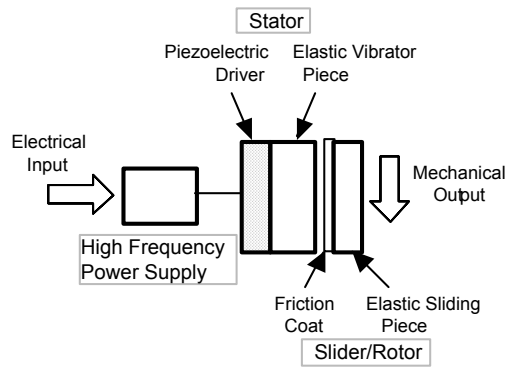 Stator
Piezoelectric
Driver
Elastic Vibrator
Piece
Electrical
Input
Mechanical
Output
High Frequency
Power Supply
Friction
Coat
Elastic Sliding
Piece
Slider/Rotor